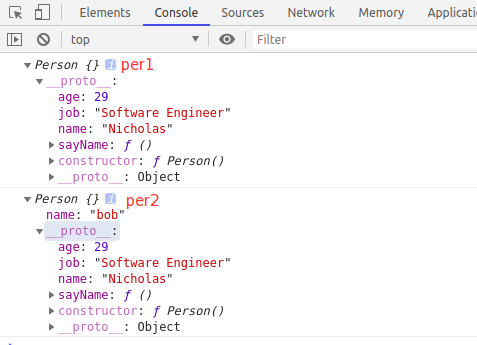 Elements Console Sources Network Memory Application
top Filter
Person {} i per1
__proto__:
age: 29
job: "Software Engineer"
name: "Nicholas"
sayName: ƒ ()
constructor: ƒ Person()
__proto__: Object
Person {} i per2
name: "bob"
__proto__:
age: 29
job: "Software Engineer"
name: "Nicholas"
sayName: ƒ ()
constructor: ƒ Person()
__proto__: Object